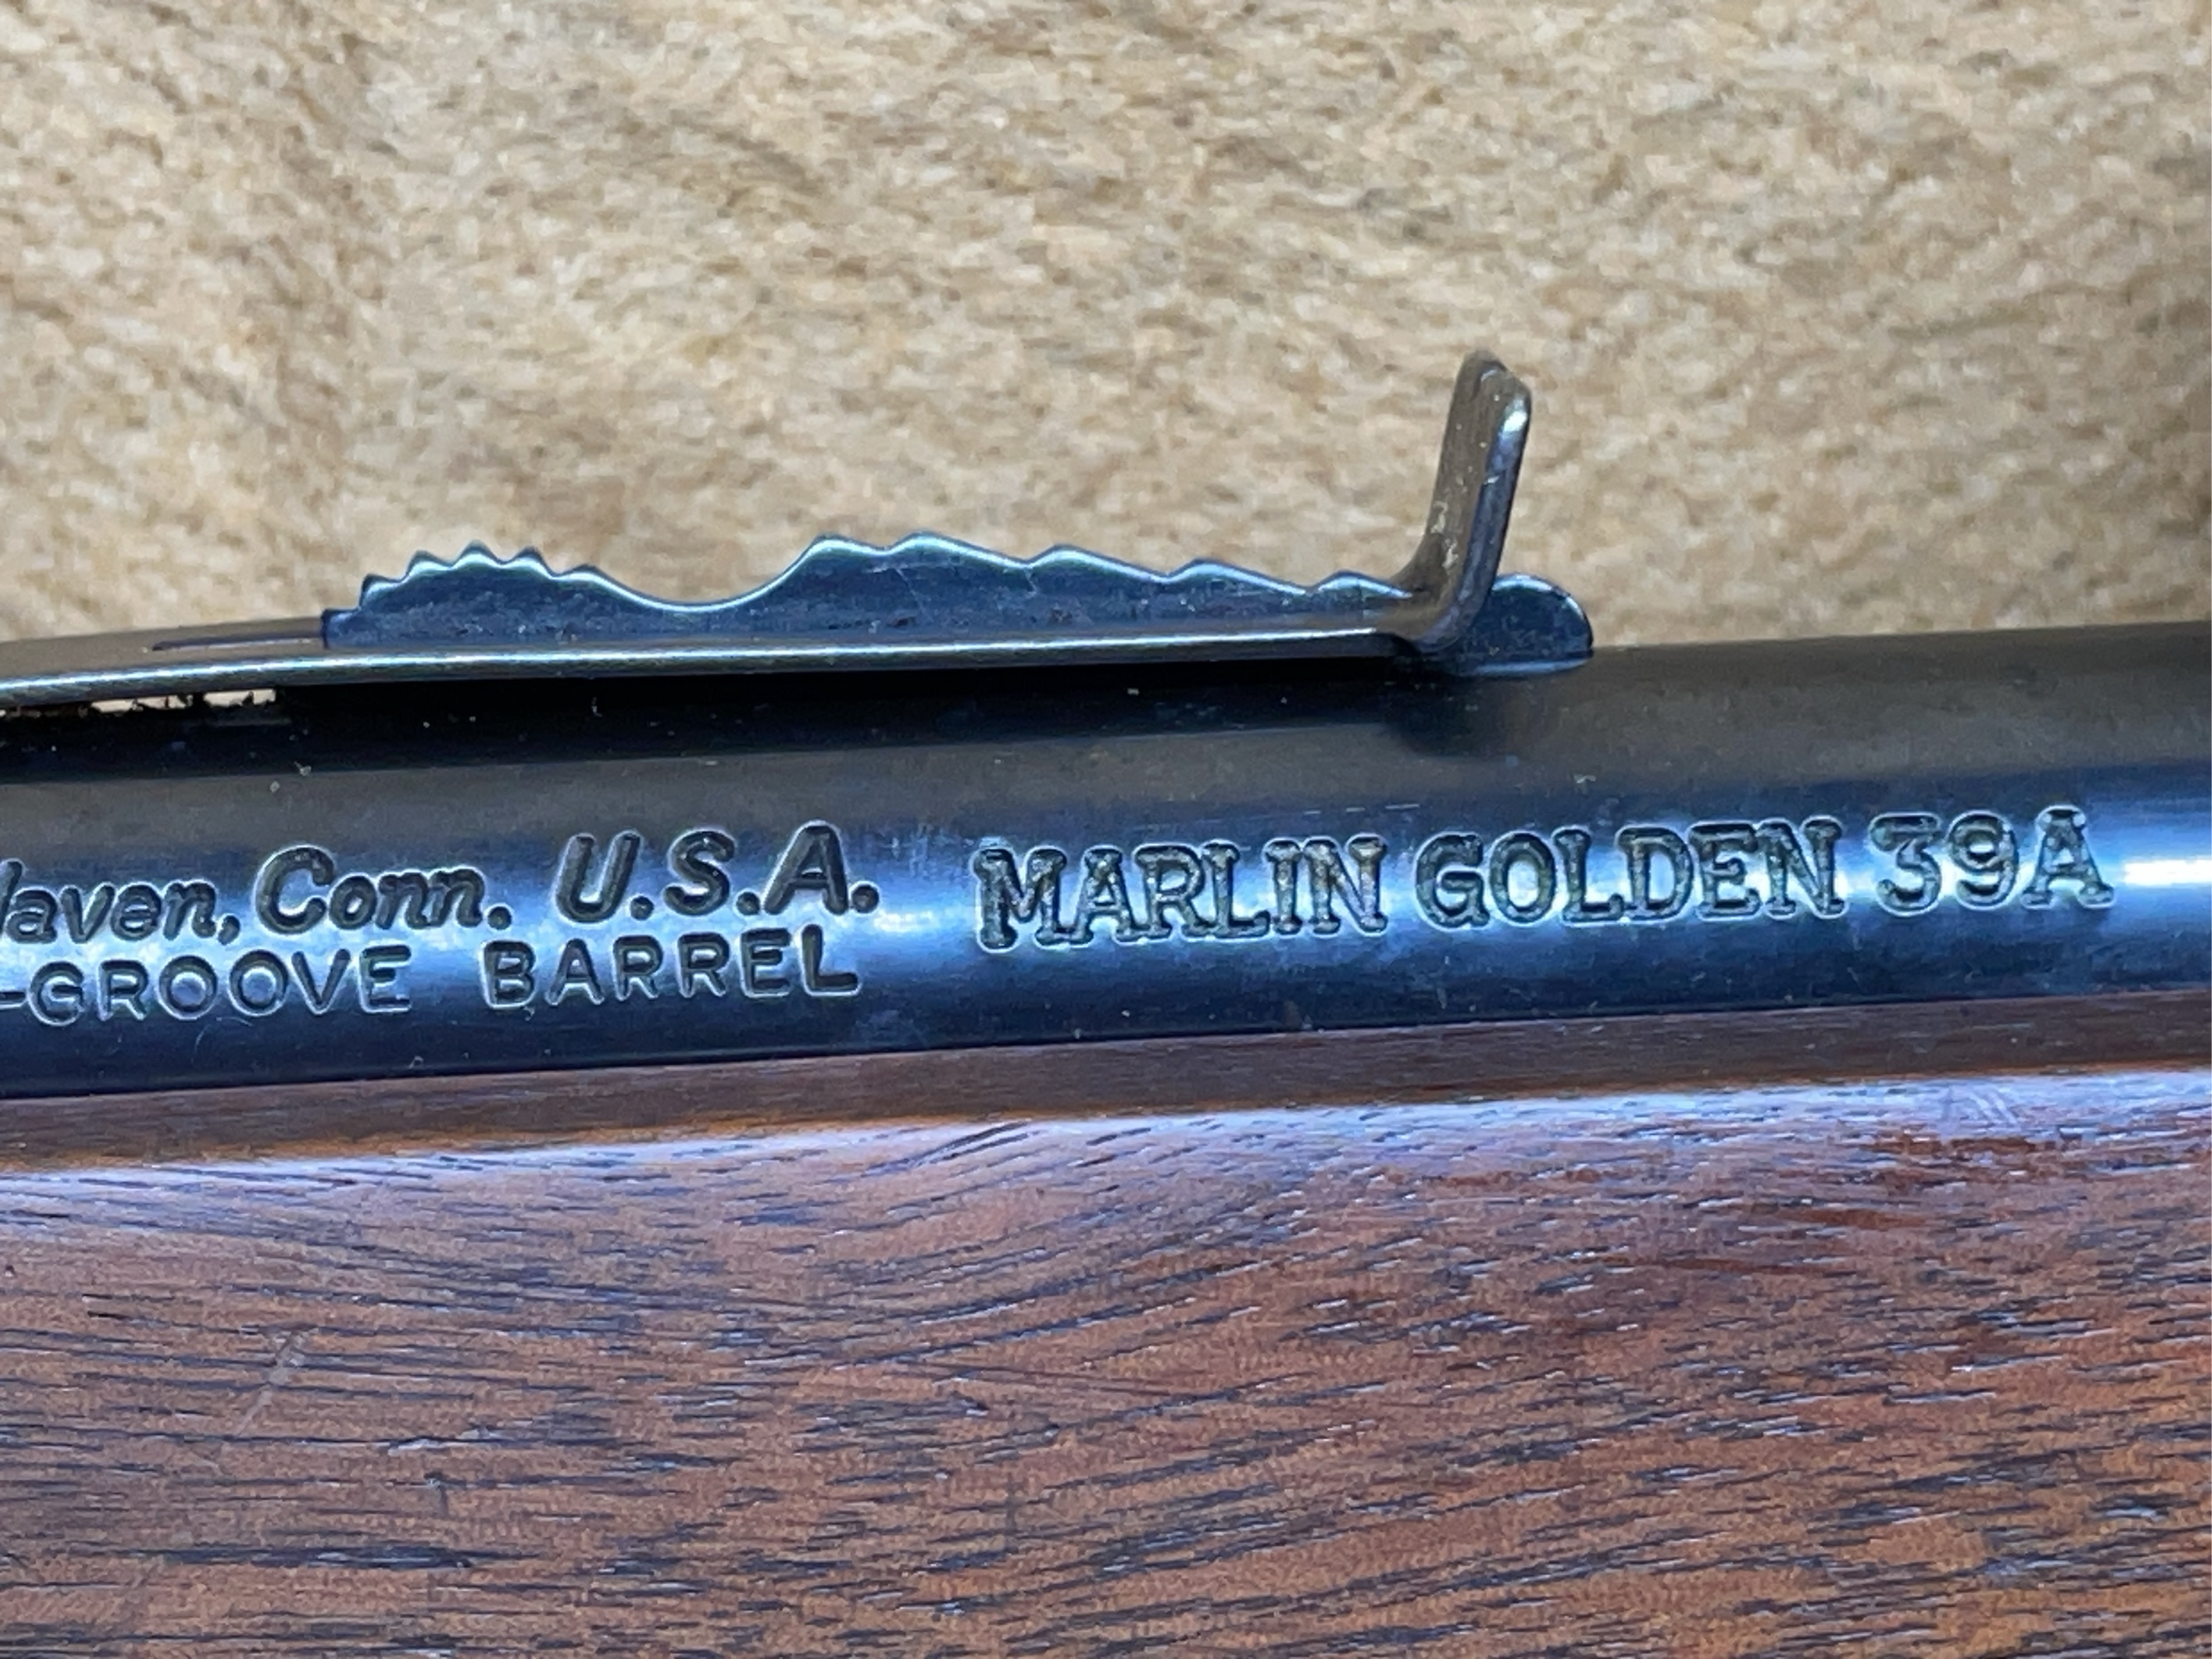 Haven, Conn. U.S.A. MARLIN GOLDEN 39A
-GROOVE BARREL